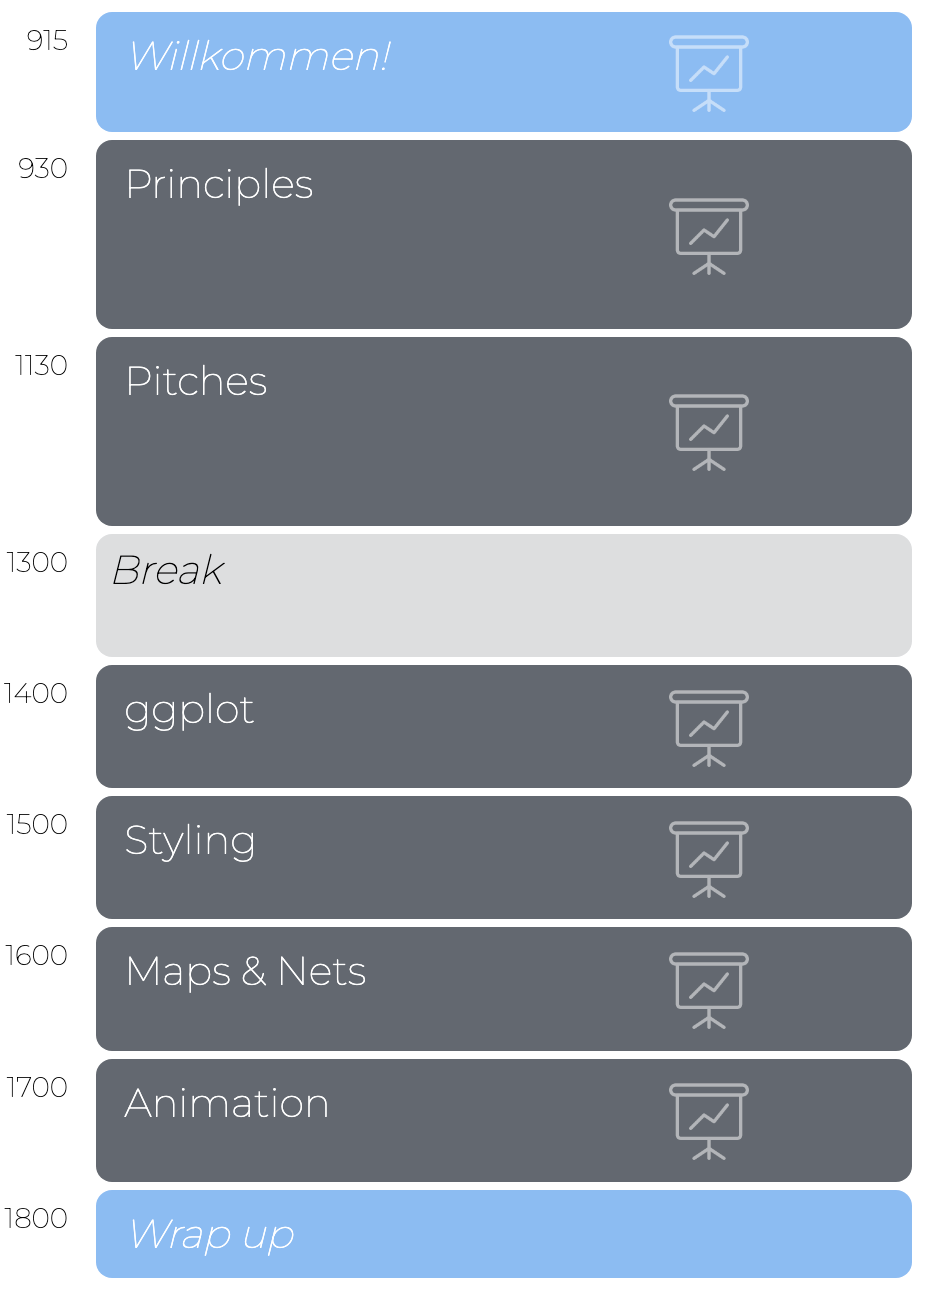 915 Willkommen!
930 Principles
1130 Pitches
1300 Break
1400 ggplot
1500 Styling
1600 Maps & Nets
1700 Animation
1800 Wrap up